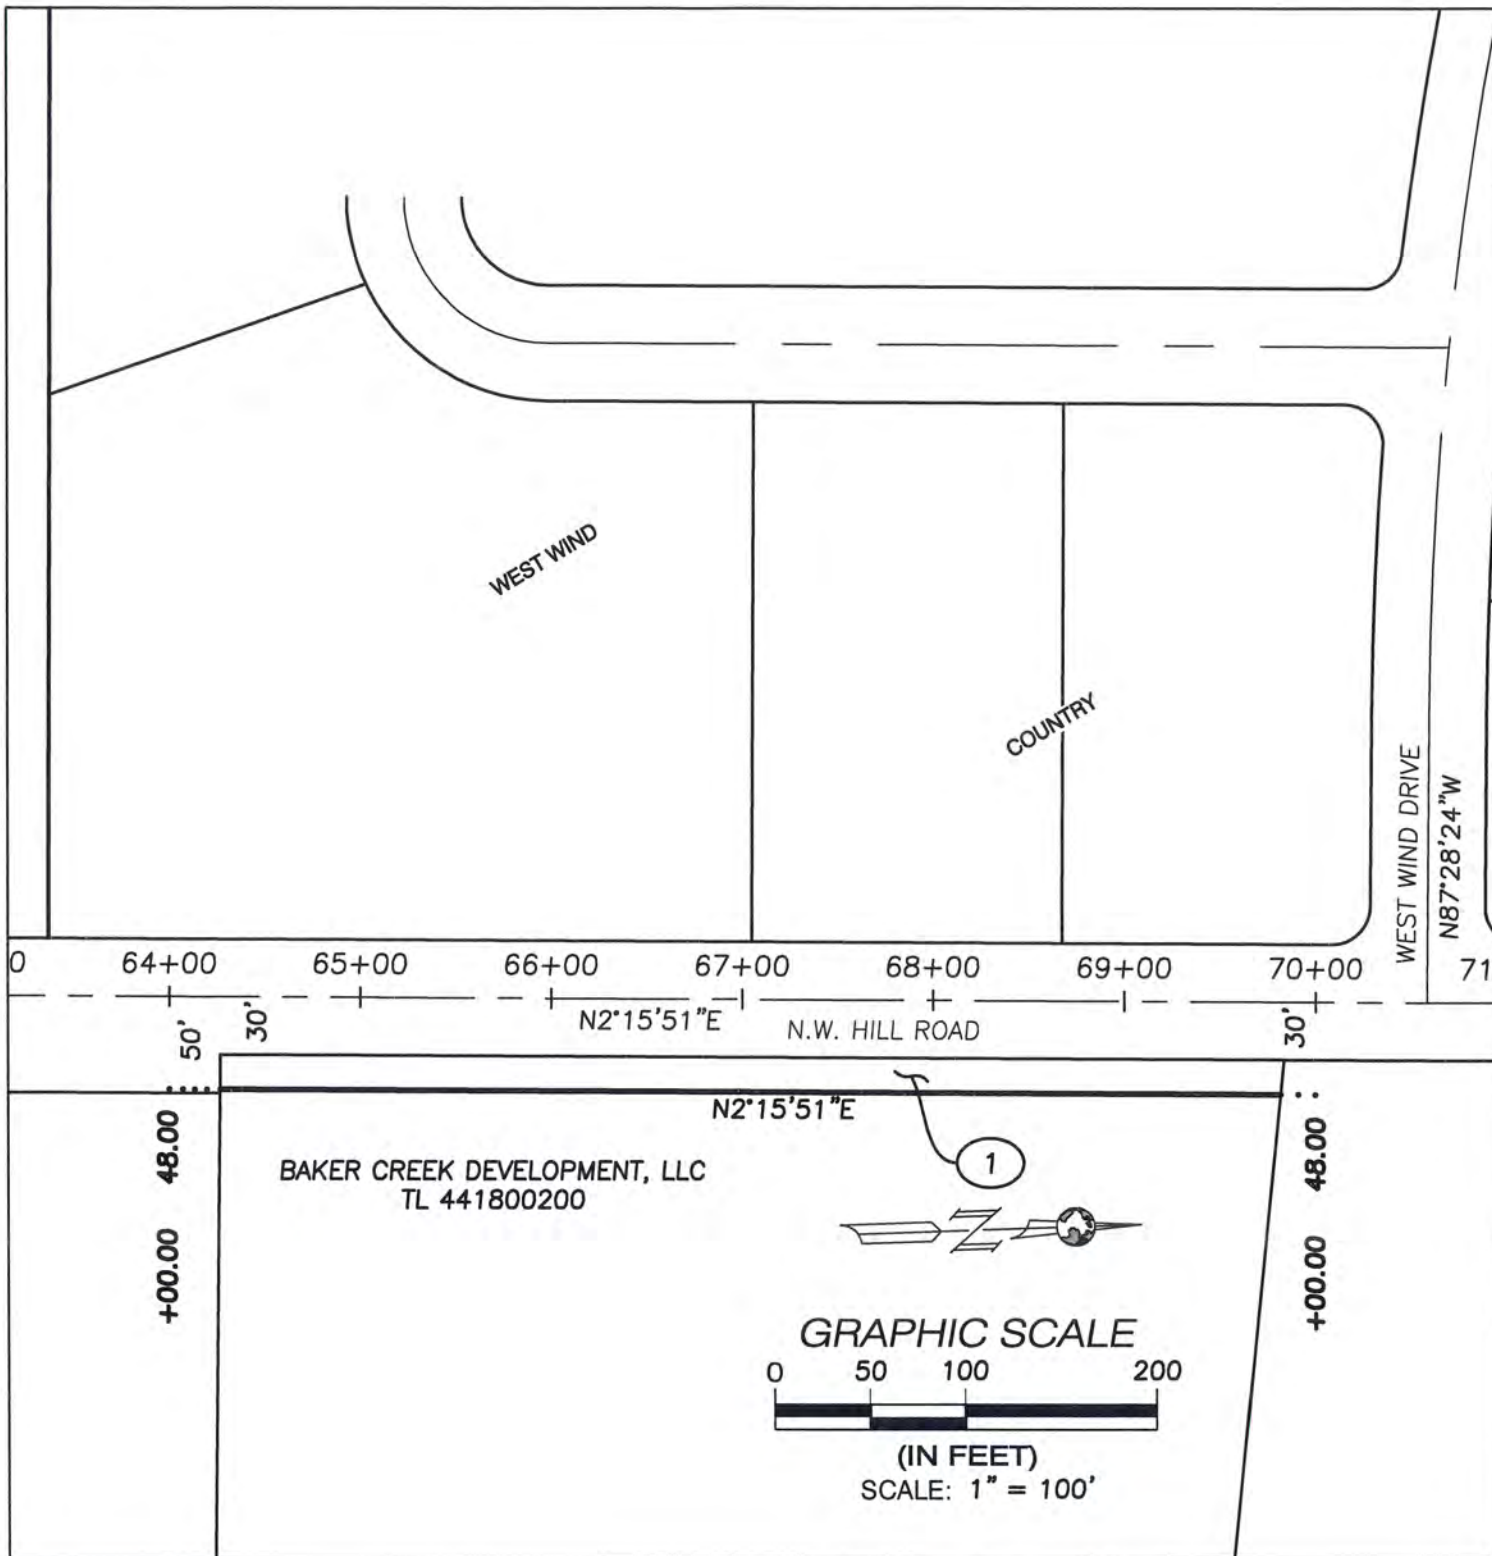 WEST WIND
COUNTRY
WEST WIND DRIVE
N87°28'24"W
0 64+00 65+00 66+00 67+00 68+00 69+00 70+00 71
50' 30' N2°15'51"E N.W. HILL ROAD 30'
N2°15'51"E
+00.00 48.00
BAKER CREEK DEVELOPMENT, LLC
TL 441800200
1
+00.00 48.00
N
GRAPHIC SCALE
0 50 100 200
(IN FEET)
SCALE: 1" = 100'